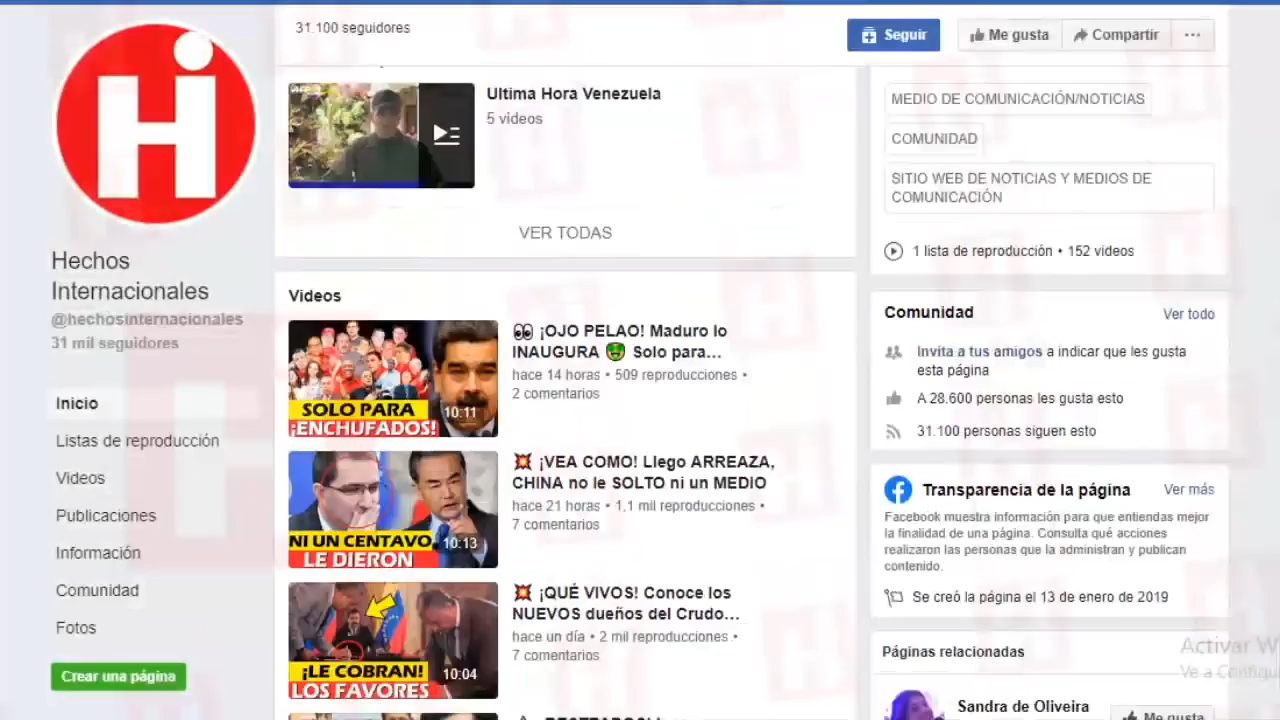 31.100 seguidores
Seguir
Me gusta
Compartir
Hi
Ultima Hora Venezuela
5 videos
VER TODAS
MEDIO DE COMUNICACIÓN/NOTICIAS
COMUNIDAD
SITIO WEB DE NOTICIAS Y MEDIOS DE
COMUNICACIÓN
1 lista de reproducción • 152 videos
Hechos
Internacionales
@hechosinternacionales
31 mil seguidores
Inicio
Listas de reproducción
Videos
Publicaciones
Información
Comunidad
Fotos
Crear una página
Videos
SOLO PARA
¡ENCHUFADOS!
10:11
👀 ¡OJO PELAO! Maduro lo
INAUGURA 🤑 Solo para...
hace 14 horas • 509 reproducciones •
2 comentarios
NI UN CENTAVO
LE DIERON
10:13
💥 ¡VEA COMO! Llego ARREAZA,
CHINA no le SOLTO ni un MEDIO
hace 21 horas • 1,1 mil reproducciones •
7 comentarios
¡LE COBRAN!
LOS FAVORES
10:04
💥 ¡QUÉ VIVOS! Conoce los
NUEVOS dueños del Crudo...
hace un día • 2 mil reproducciones •
7 comentarios
Comunidad
Ver todo
Invita a tus amigos a indicar que les gusta
esta página
A 28.600 personas les gusta esto
31.100 personas siguen esto
Transparencia de la página
Ver más
Facebook muestra información para que entiendas mejor
la finalidad de una página. Consulta qué acciones
realizaron las personas que la administran y publican
contenido.
Se creó la página el 13 de enero de 2019
Páginas relacionadas
Sandra de Oliveira
Me gusta
Activar W
Ve a Configu